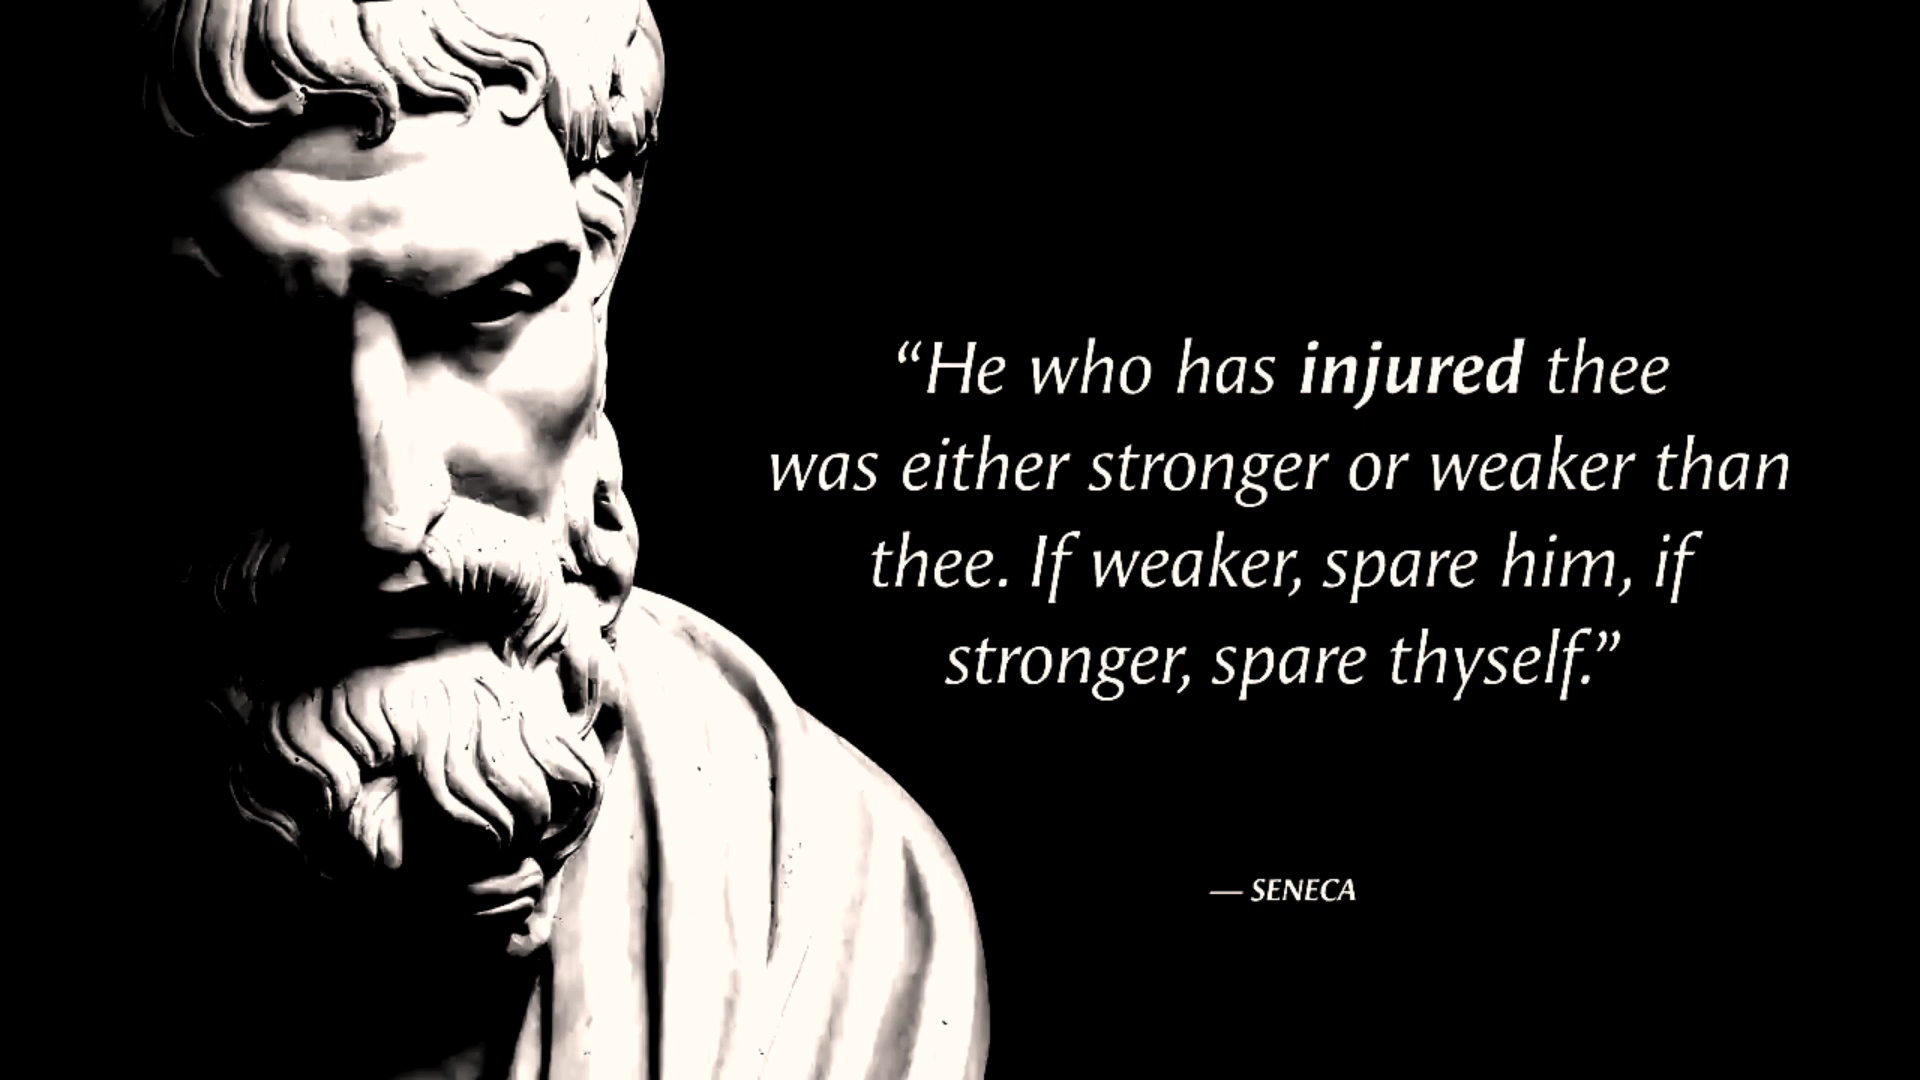 “He who has injured thee
was either stronger or weaker than
thee. If weaker, spare him, if
stronger, spare thyself.”
— SENECA